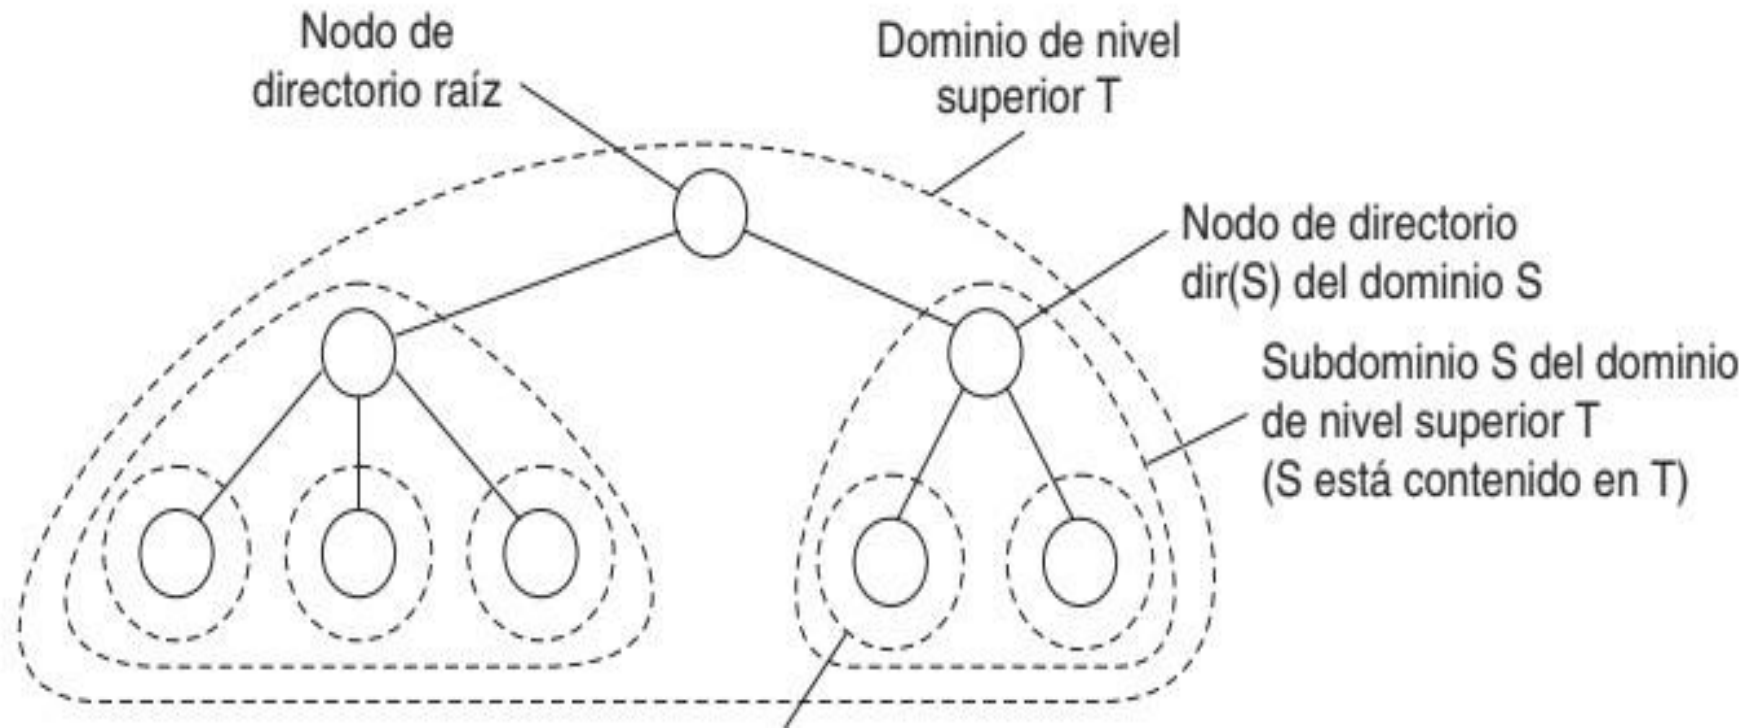 Nodo de
directorio raíz
Dominio de nivel
superior T
Nodo de directorio
dir(S) del dominio S
Subdominio S del dominio
de nivel superior T
(S está contenido en T)